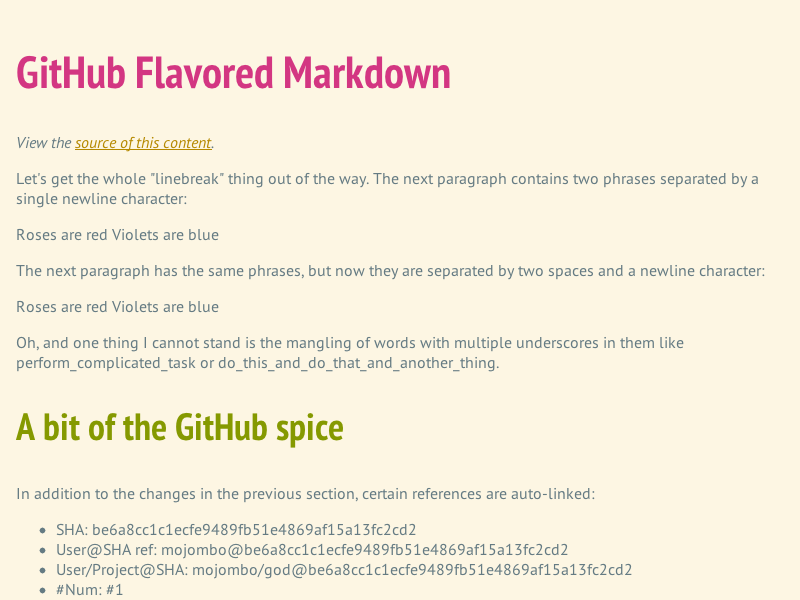 GitHub Flavored Markdown
View the source of this content.
Let's get the whole "linebreak" thing out of the way. The next paragraph contains two phrases separated by a
single newline character:
Roses are red Violets are blue
The next paragraph has the same phrases, but now they are separated by two spaces and a newline character:
Roses are red Violets are blue
Oh, and one thing I cannot stand is the mangling of words with multiple underscores in them like
perform_complicated_task or do_this_and_do_that_and_another_thing.
A bit of the GitHub spice
In addition to the changes in the previous section, certain references are auto-linked:
• SHA: be6a8cc1c1ecfe9489fb51e4869af15a13fc2cd2
• User@SHA ref: mojombo@be6a8cc1c1ecfe9489fb51e4869af15a13fc2cd2
• User/Project@SHA: mojombo/god@be6a8cc1c1ecfe9489fb51e4869af15a13fc2cd2
• #Num: #1